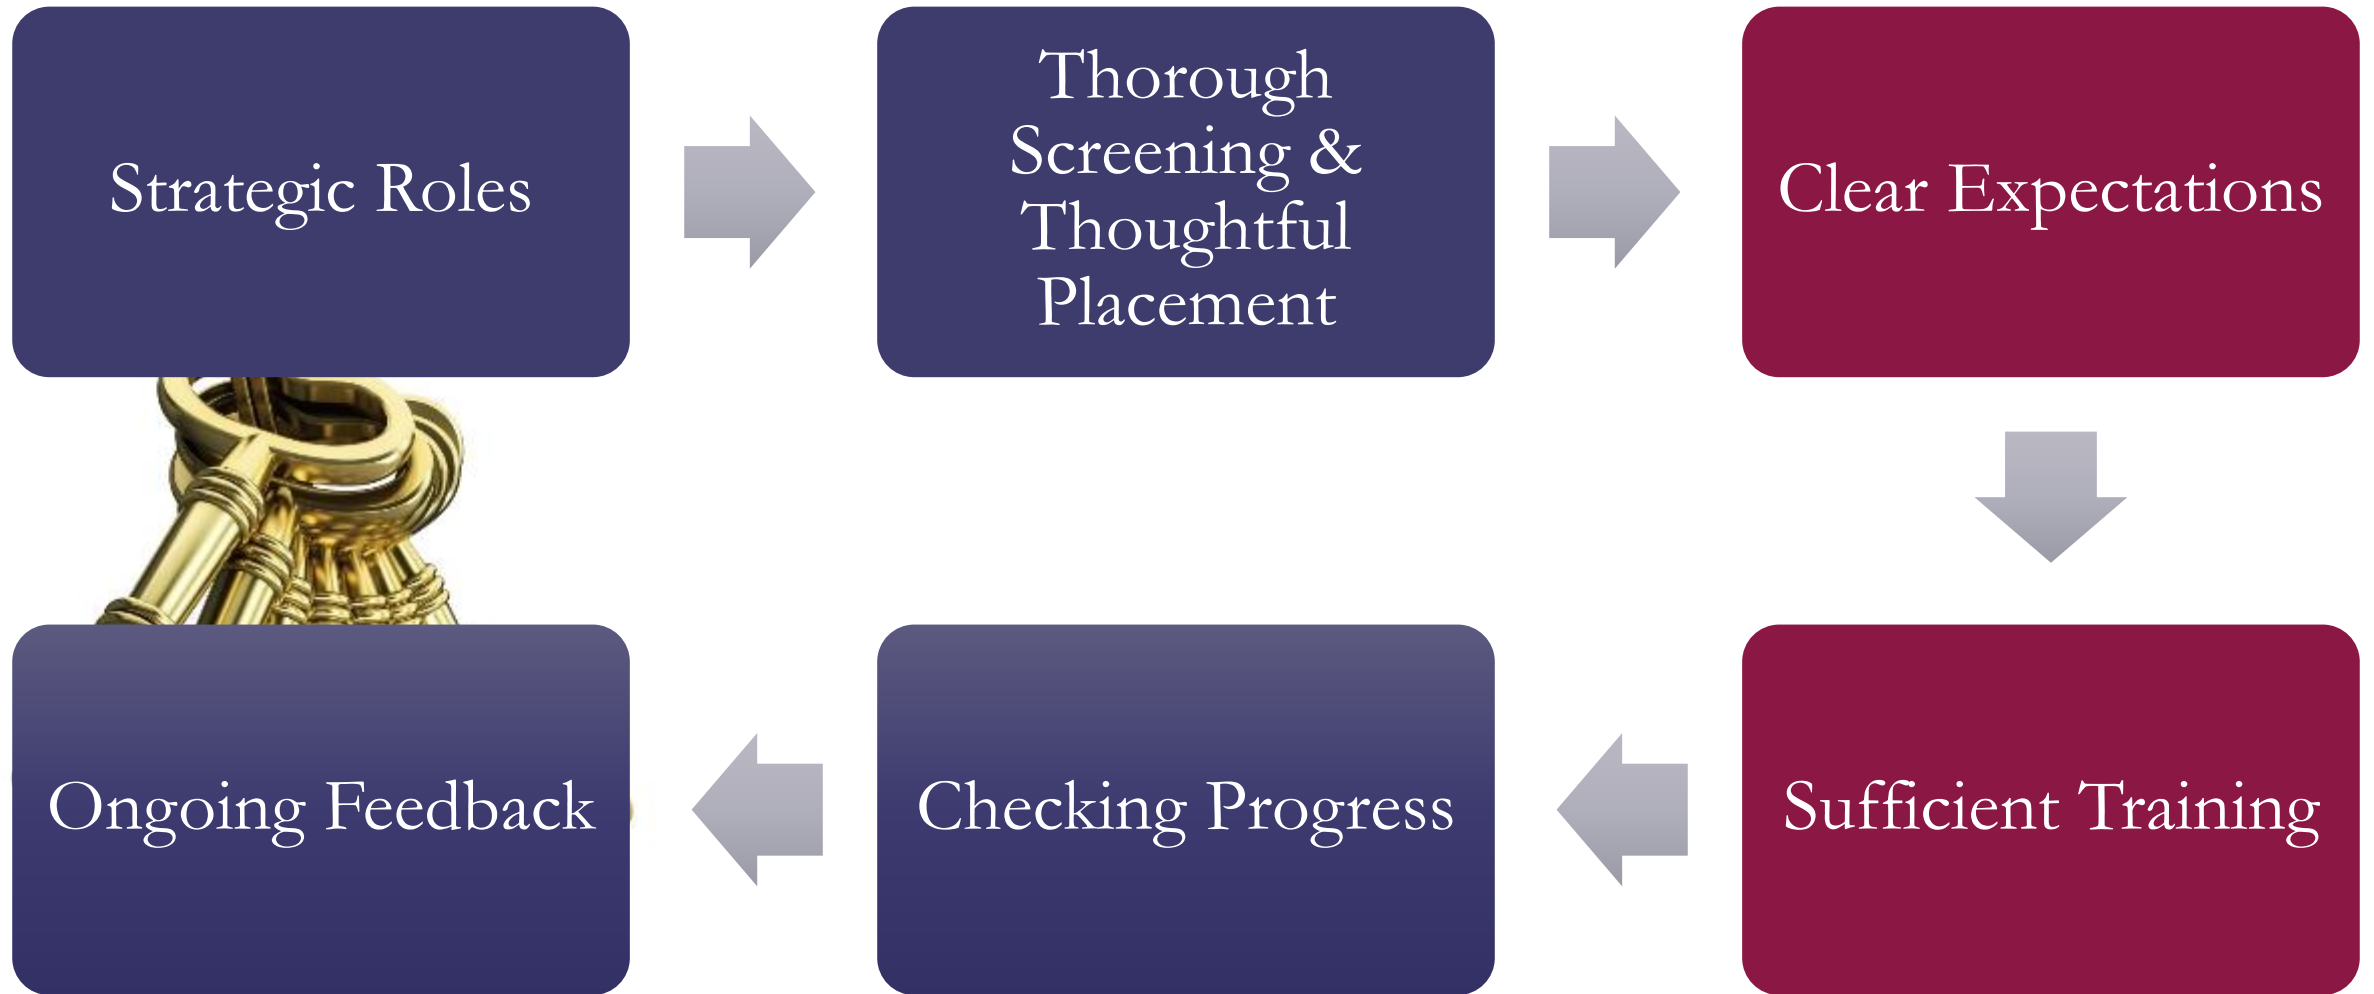 Strategic Roles
Thorough
Screening &
Thoughtful
Placement
Clear Expectations
Sufficient Training
Checking Progress
Ongoing Feedback